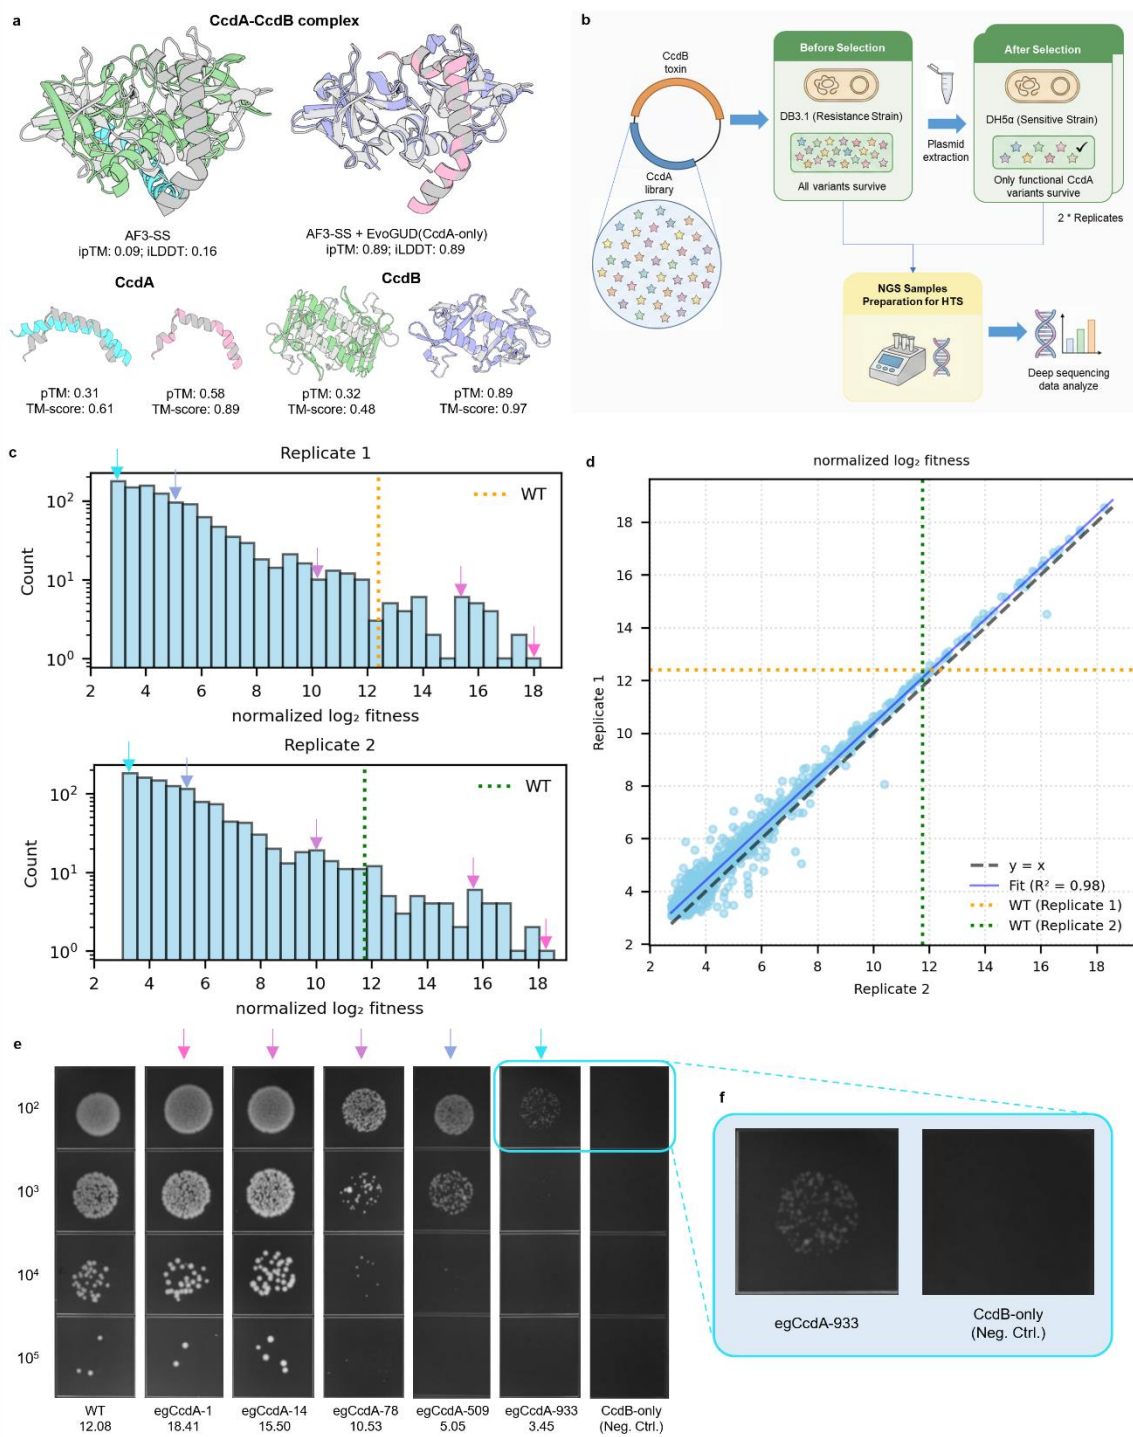 a
CcdA-CcdB complex
AF3-SS
ipTM: 0.09; iLDDT: 0.16
AF3-SS + EvoGUD(CcdA-only)
ipTM: 0.89; iLDDT: 0.89
CcdA
CcdB
pTM: 0.31
TM-score: 0.61
pTM: 0.58
TM-score: 0.89
pTM: 0.32
TM-score: 0.48
pTM: 0.89
TM-score: 0.97
b
CcdB
toxin
CcdA
library
Before Selection
DB3.1 (Resistance Strain)
All variants survive
Plasmid
extraction
After Selection
DH5α (Sensitive Strain)
Only functional CcdA
variants survive
2 * Replicates
NGS Samples
Preparation for HTS
Deep sequencing
data analyze
c
Replicate 1
WT
Count
10²
10¹
10⁰
2 4 6 8 10 12 14 16 18
normalized log₂ fitness
Replicate 2
WT
Count
10²
10¹
10⁰
2 4 6 8 10 12 14 16 18
normalized log₂ fitness
d
normalized log₂ fitness
Replicate 1
18
16
14
12
10
8
6
4
2
y = x
Fit (R² = 0.98)
WT (Replicate 1)
WT (Replicate 2)
2 4 6 8 10 12 14 16 18
Replicate 2
e
10²
10³
10⁴
10⁵
WT
12.08
egCcdA-1
18.41
egCcdA-14
15.50
egCcdA-78
10.53
egCcdA-509
5.05
egCcdA-933
3.45
CcdB-only
(Neg. Ctrl.)
f
egCcdA-933
CcdB-only
(Neg. Ctrl.)